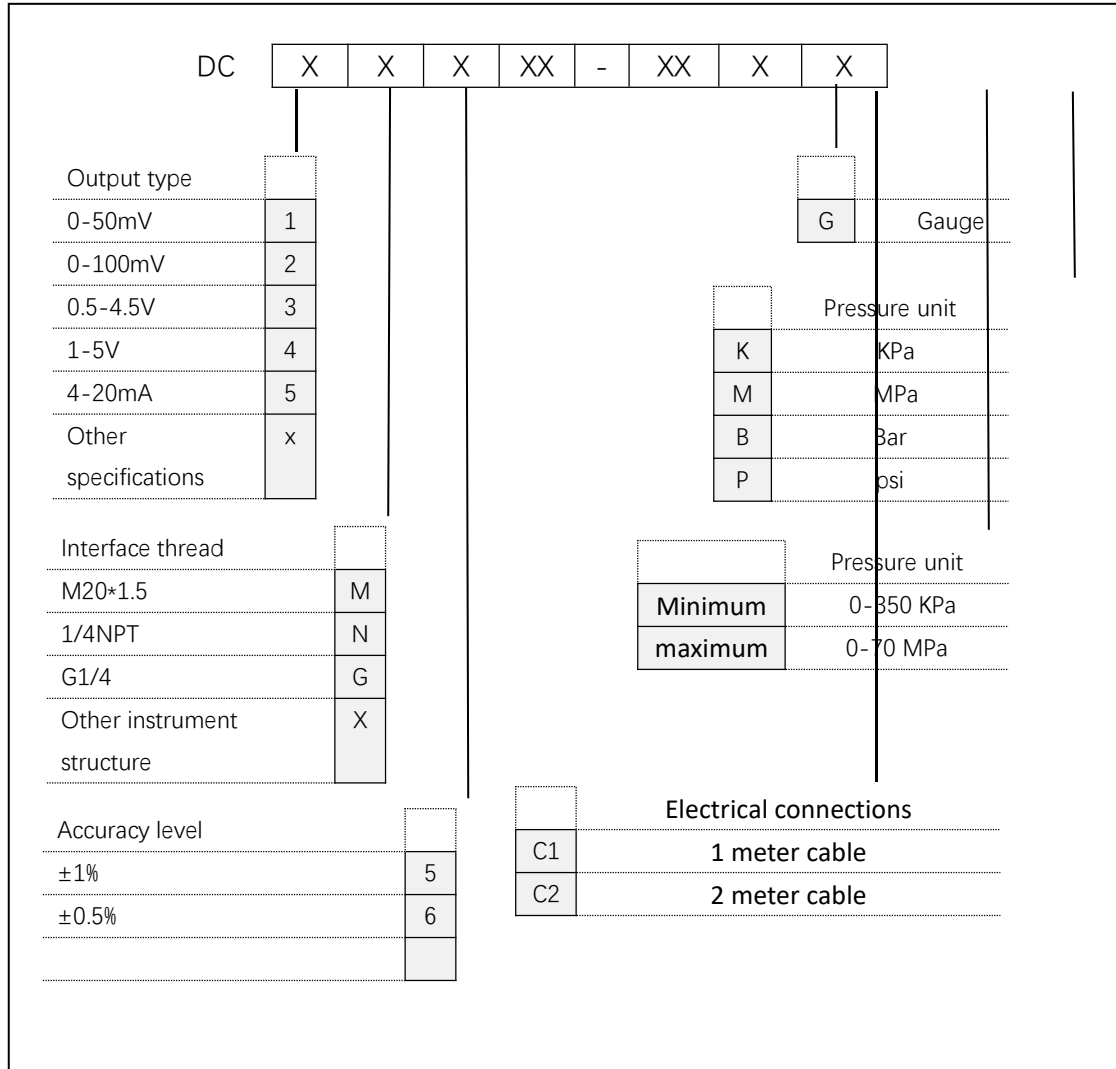 DC X X X XX - XX X X
Output type
0-50mV 1
0-100mV 2
0.5-4.5V 3
1-5V 4
4-20mA 5
Other x
specifications
Interface thread
M20*1.5 M
1/4NPT N
G1/4 G
Other instrument X
structure
Accuracy level
±1% 5
±0.5% 6
G Gauge
Pressure unit
K KPa
M MPa
B Bar
P psi
Pressure unit
Minimum 0-350 KPa
maximum 0-70 MPa
Electrical connections
C1 1 meter cable
C2 2 meter cable